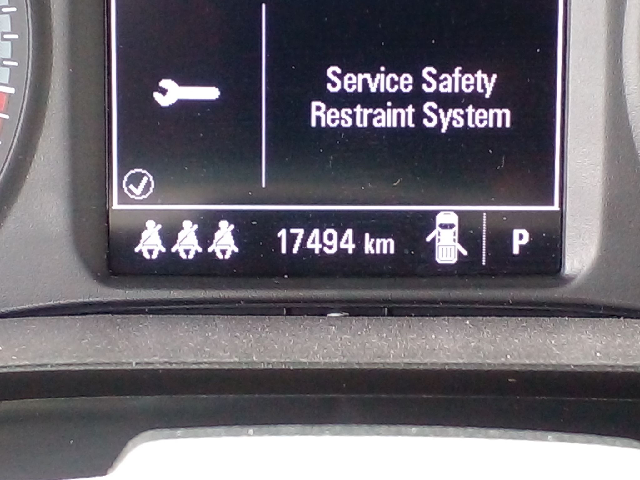 Service Safety
Restraint System
17494 km
P